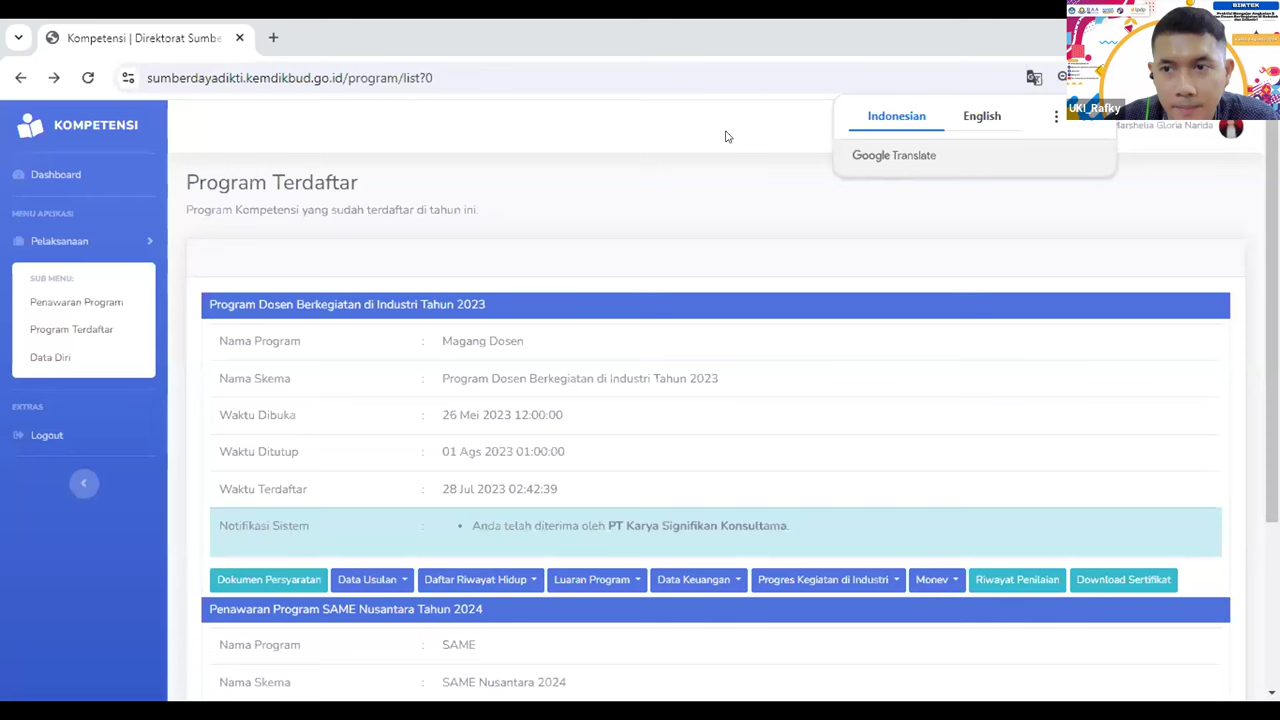 Kompetensi | Direktorat Sumbe
sumberdayadikti.kemdikbud.go.id/program/list?0
BIMTEK
UKI_Rafky
KOMPETENSI
Indonesian
English
Marshelia Gloria Narida
Google Translate
Dashboard
MENU APLIKASI
Pelaksanaan
SUB MENU:
Penawaran Program
Program Terdaftar
Data Diri
EXTRAS
Logout
Program Terdaftar
Program Kompetensi yang sudah terdaftar di tahun ini.
Program Dosen Berkegiatan di Industri Tahun 2023
Nama Program : Magang Dosen
Nama Skema : Program Dosen Berkegiatan di Industri Tahun 2023
Waktu Dibuka : 26 Mei 2023 12:00:00
Waktu Ditutup : 01 Ags 2023 01:00:00
Waktu Terdaftar : 28 Jul 2023 02:42:39
Notifikasi Sistem : • Anda telah diterima oleh PT Karya Signifikan Konsultama.
Dokumen Persyaratan Data Usulan Daftar Riwayat Hidup Luaran Program Data Keuangan Progres Kegiatan di Industri Monev Riwayat Penilaian Download Sertifikat
Penawaran Program SAME Nusantara Tahun 2024
Nama Program : SAME
Nama Skema : SAME Nusantara 2024